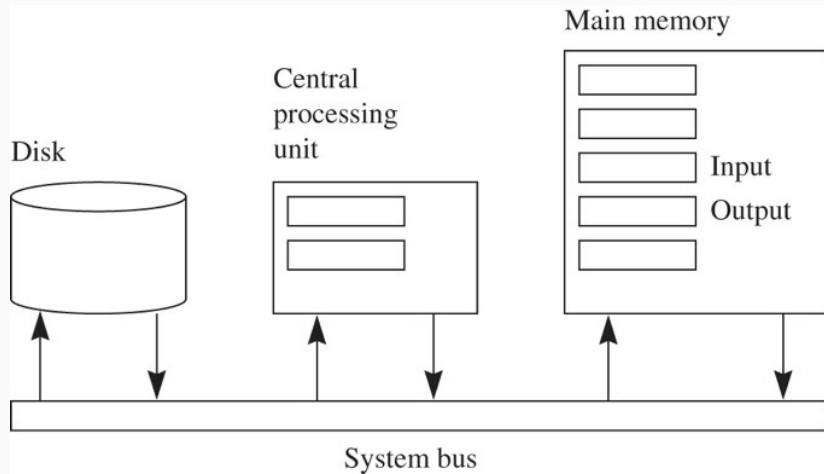 Main memory
Central
processing
unit
Disk
Input
Output
System bus